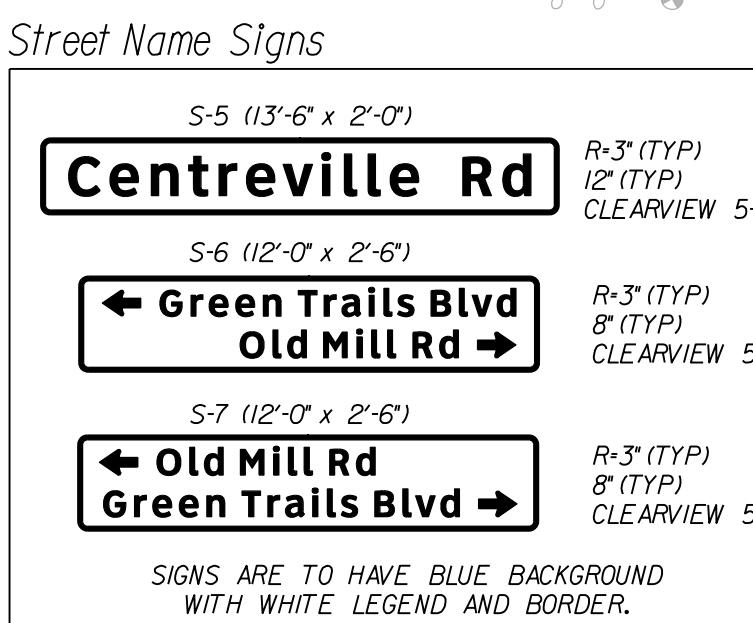 Street Name Signs
S-5 (13'-6" x 2'-0")
Centreville Rd
R=3" (TYP)
12" (TYP)
CLEARVIEW 5-
S-6 (12'-0" x 2'-6")
← Green Trails Blvd
Old Mill Rd →
R=3" (TYP)
8" (TYP)
CLEARVIEW 5
S-7 (12'-0" x 2'-6")
← Old Mill Rd
Green Trails Blvd →
R=3" (TYP)
8" (TYP)
CLEARVIEW 5
SIGNS ARE TO HAVE BLUE BACKGROUND
WITH WHITE LEGEND AND BORDER.